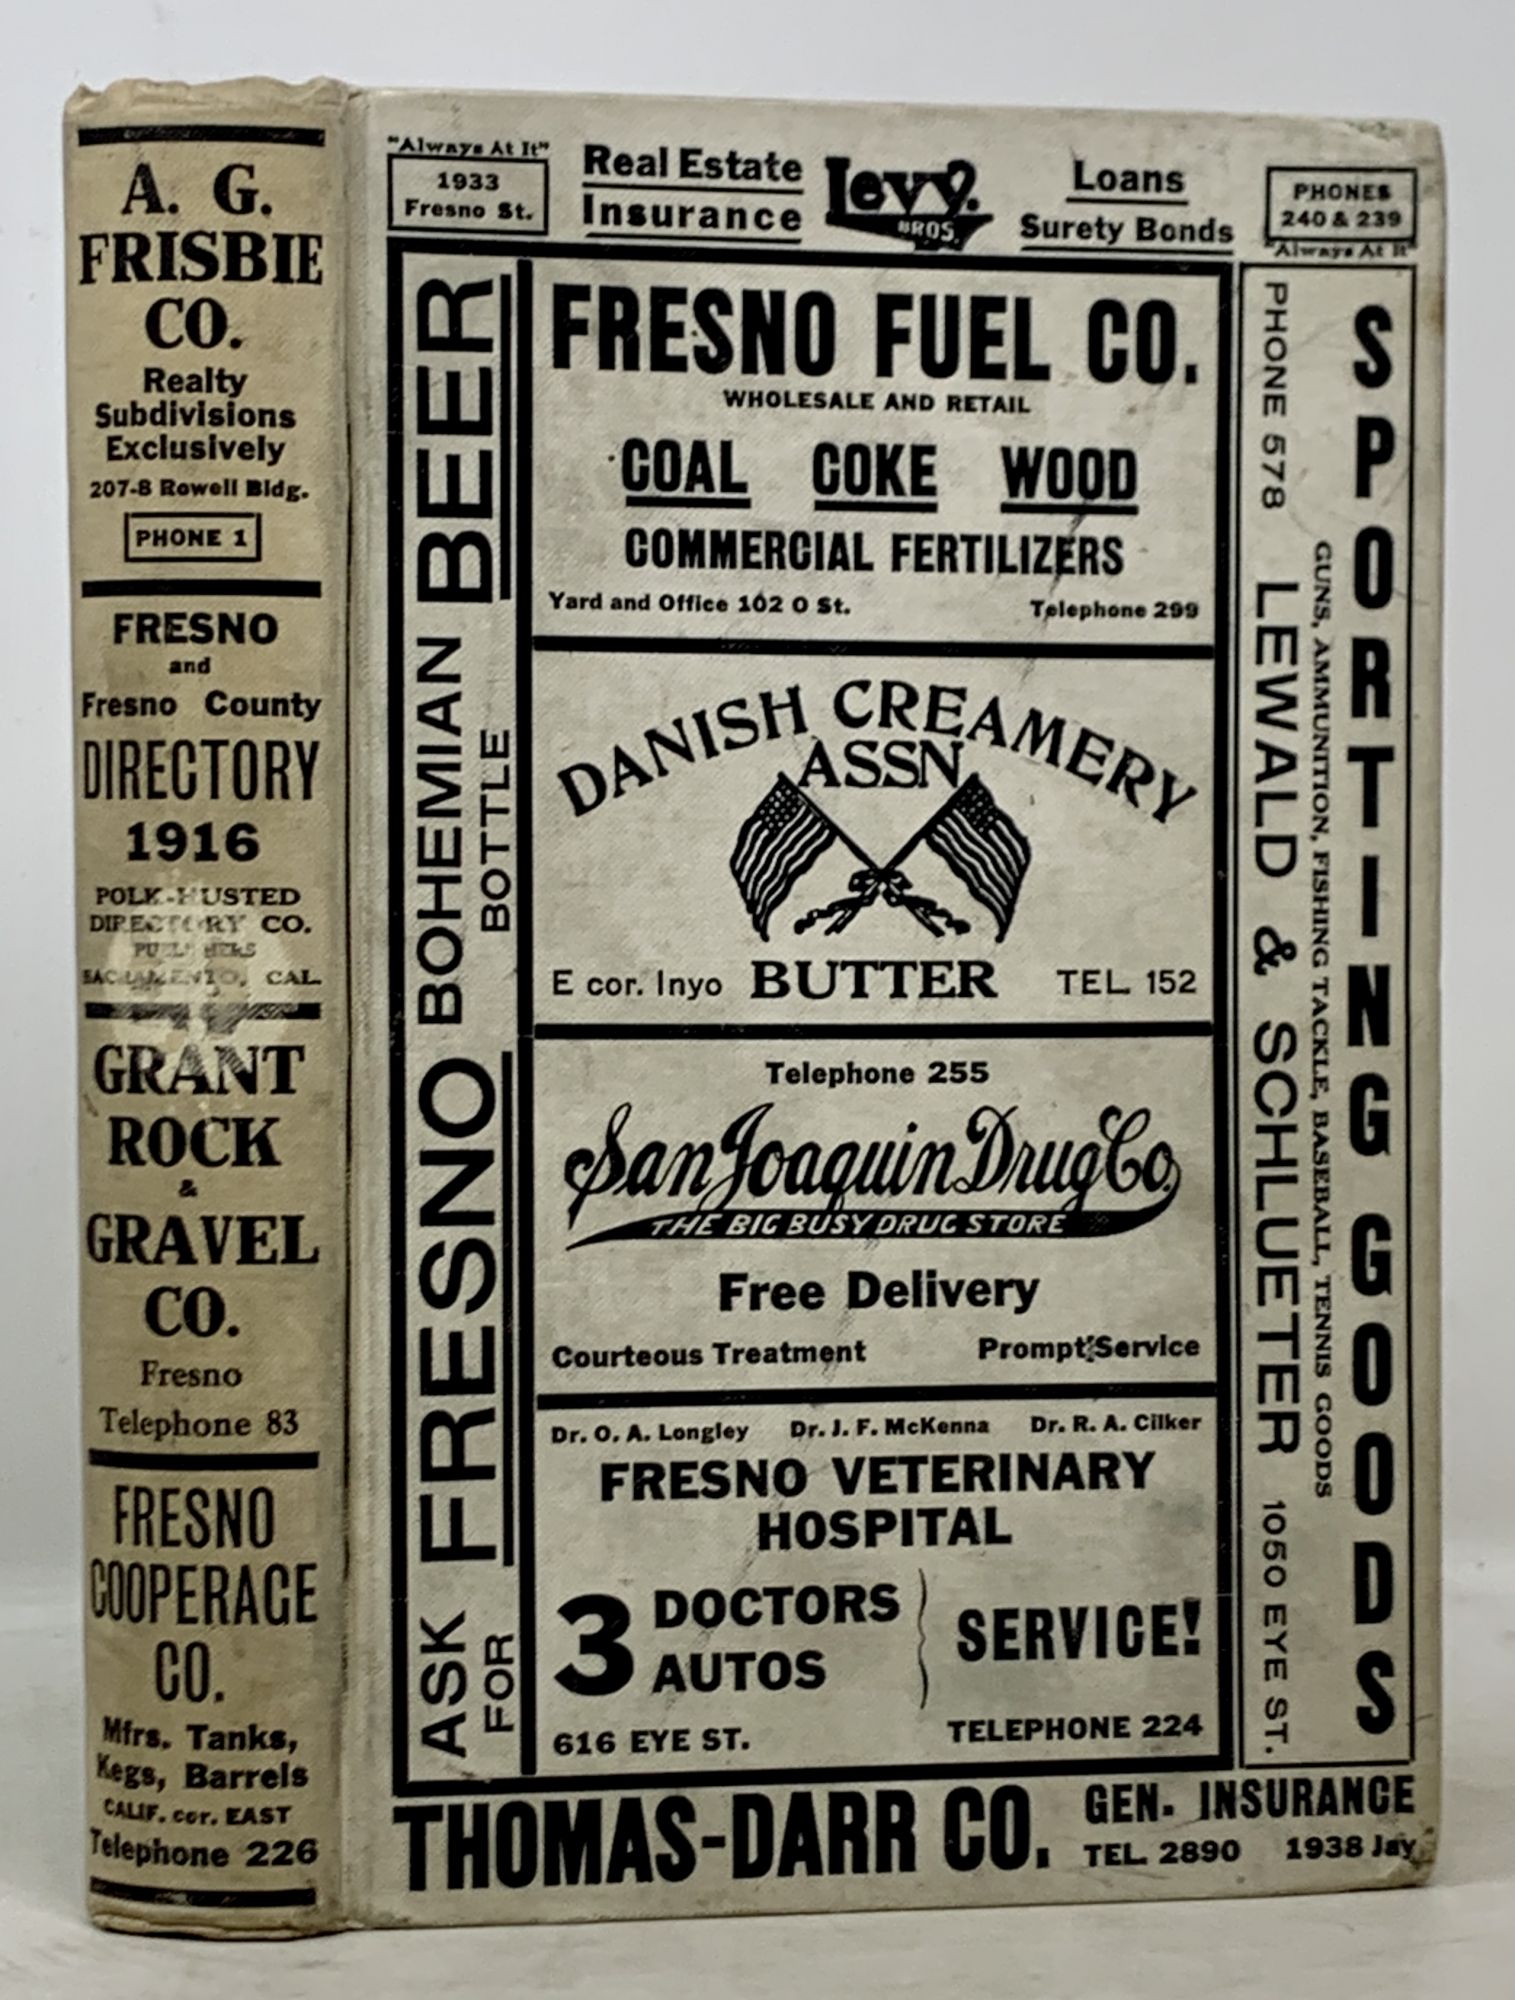 A. G.
FRISBIE
CO.
Realty
Subdivisions
Exclusively
207-8 Rowell Bldg.
PHONE 1
FRESNO
and
Fresno County
DIRECTORY
1916
POLK-HUSTED
DIRECTORY CO.
PUBLISHERS
SACRAMENTO, CAL.
GRANT
ROCK
&
GRAVEL
CO.
Fresno
Telephone 83
FRESNO
COOPERAGE
CO.
Mfrs. Tanks,
Kegs, Barrels
CALIF. cor. EAST
Telephone 226
"Always At It"
1933
Fresno St.
Real Estate
Insurance
Levy
BROS.
Loans
Surety Bonds
PHONES
240 & 239
"Always At It"
ASK FOR FRESNO BOHEMIAN BOTTLE BEER
FRESNO FUEL CO.
WHOLESALE AND RETAIL
COAL COKE WOOD
COMMERCIAL FERTILIZERS
Yard and Office 102 O St. Telephone 299
DANISH CREAMERY
ASSN.
E cor. Inyo BUTTER TEL. 152
Telephone 255
San Joaquin Drug Co.
THE BIG BUSY DRUG STORE
Free Delivery
Courteous Treatment Prompt Service
Dr. O. A. Longley Dr. J. F. McKenna Dr. R. A. Cilker
FRESNO VETERINARY
HOSPITAL
3 DOCTORS
AUTOS
SERVICE!
616 EYE ST. TELEPHONE 224
SPORTING GOODS
GUNS, AMMUNITION, FISHING TACKLE, BASEBALL, TENNIS GOODS
PHONE 578 LEWALD & SCHLUETER 1050 EYE ST.
THOMAS-DARR CO.
GEN. INSURANCE
TEL. 2890 1938 Jay